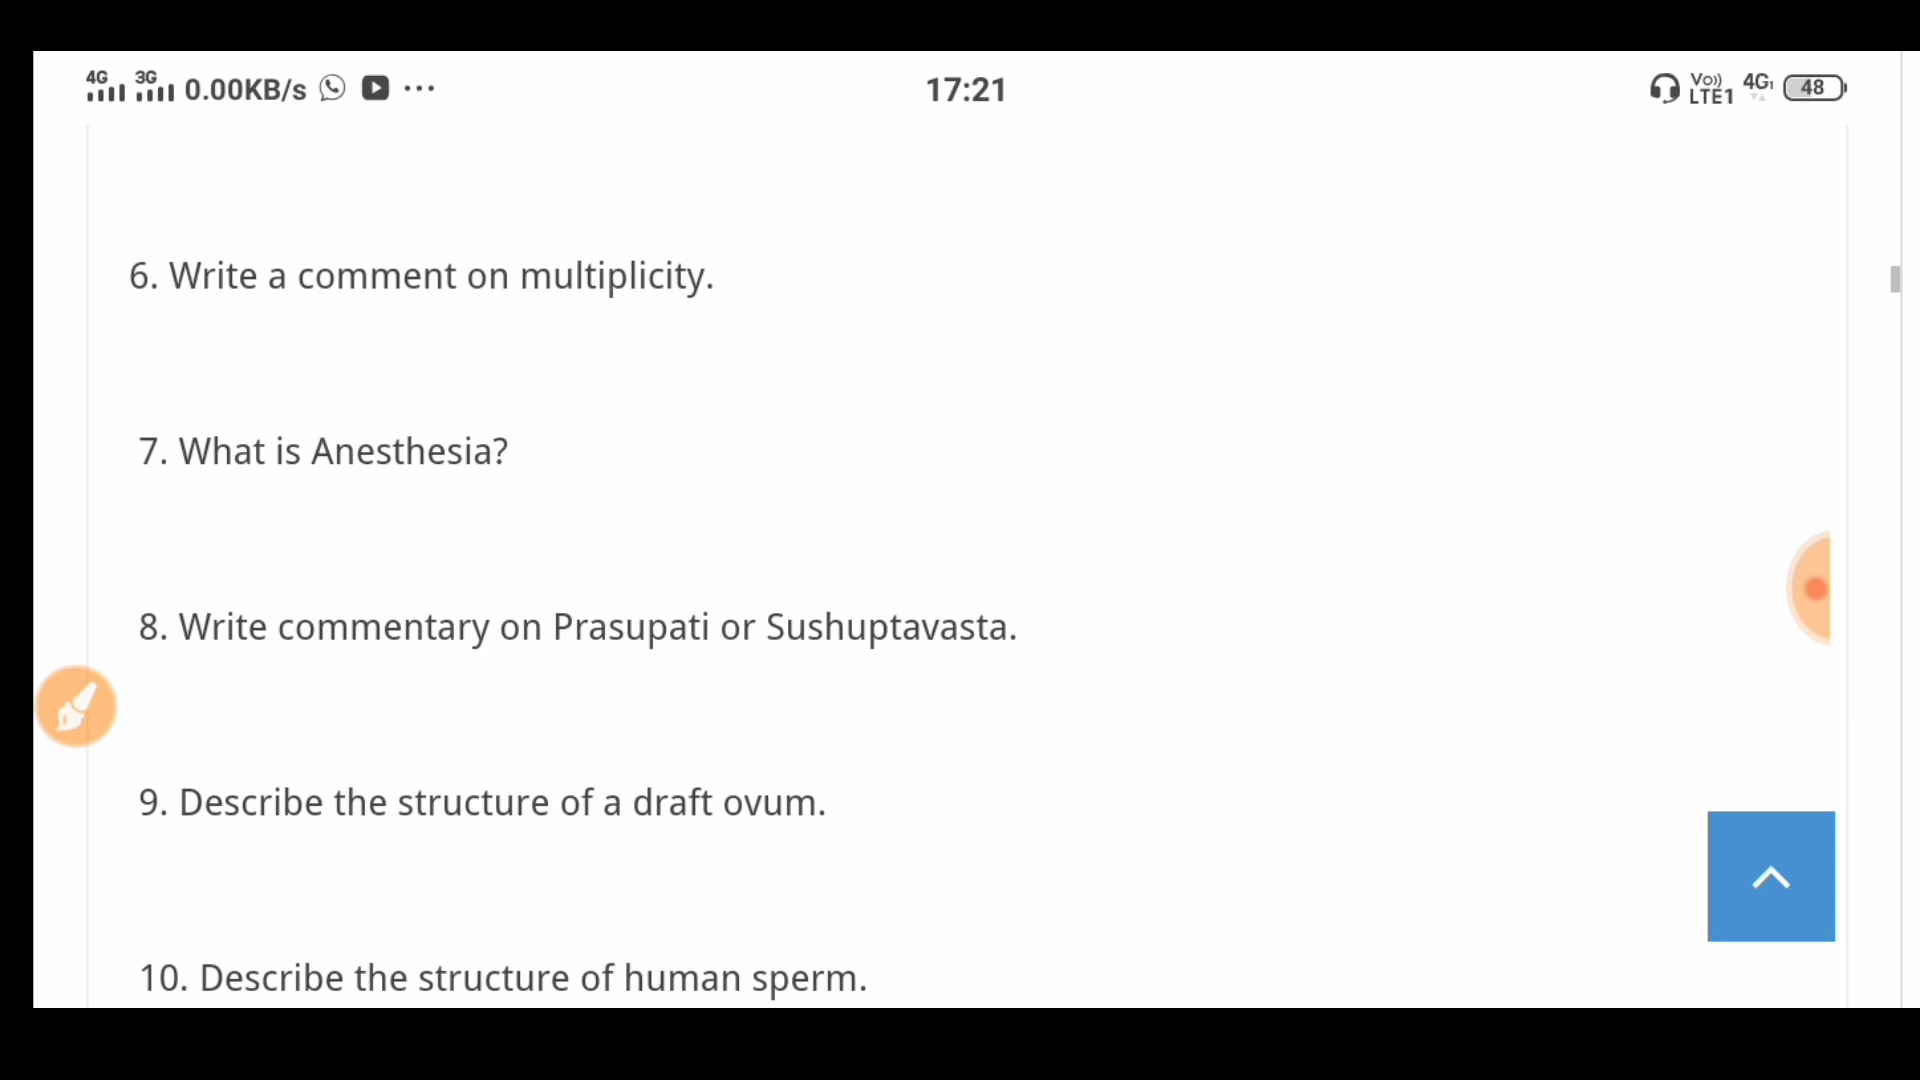 4G 3G 0.00KB/s ... 17:21 Vo)) LTE1 4G 48
6. Write a comment on multiplicity.
7. What is Anesthesia?
8. Write commentary on Prasupati or Sushuptavasta.
9. Describe the structure of a draft ovum.
10. Describe the structure of human sperm.